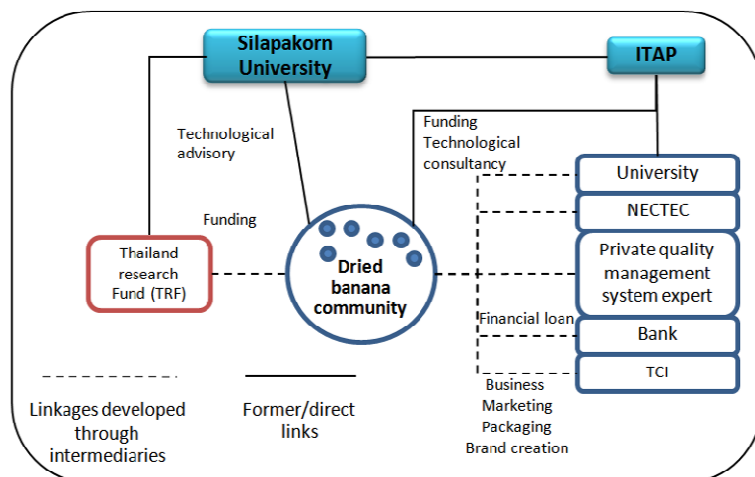 Silapakorn
University
ITAP
Technological
advisory
Funding
Technological
consultancy
University
NECTEC
Private quality
management
system expert
Bank
TCI
Funding
Thailand
research
Fund (TRF)
Dried
banana
community
Financial loan
Business
Marketing
Packaging
Brand creation
Linkages developed
through
intermediaries
Former/direct
links